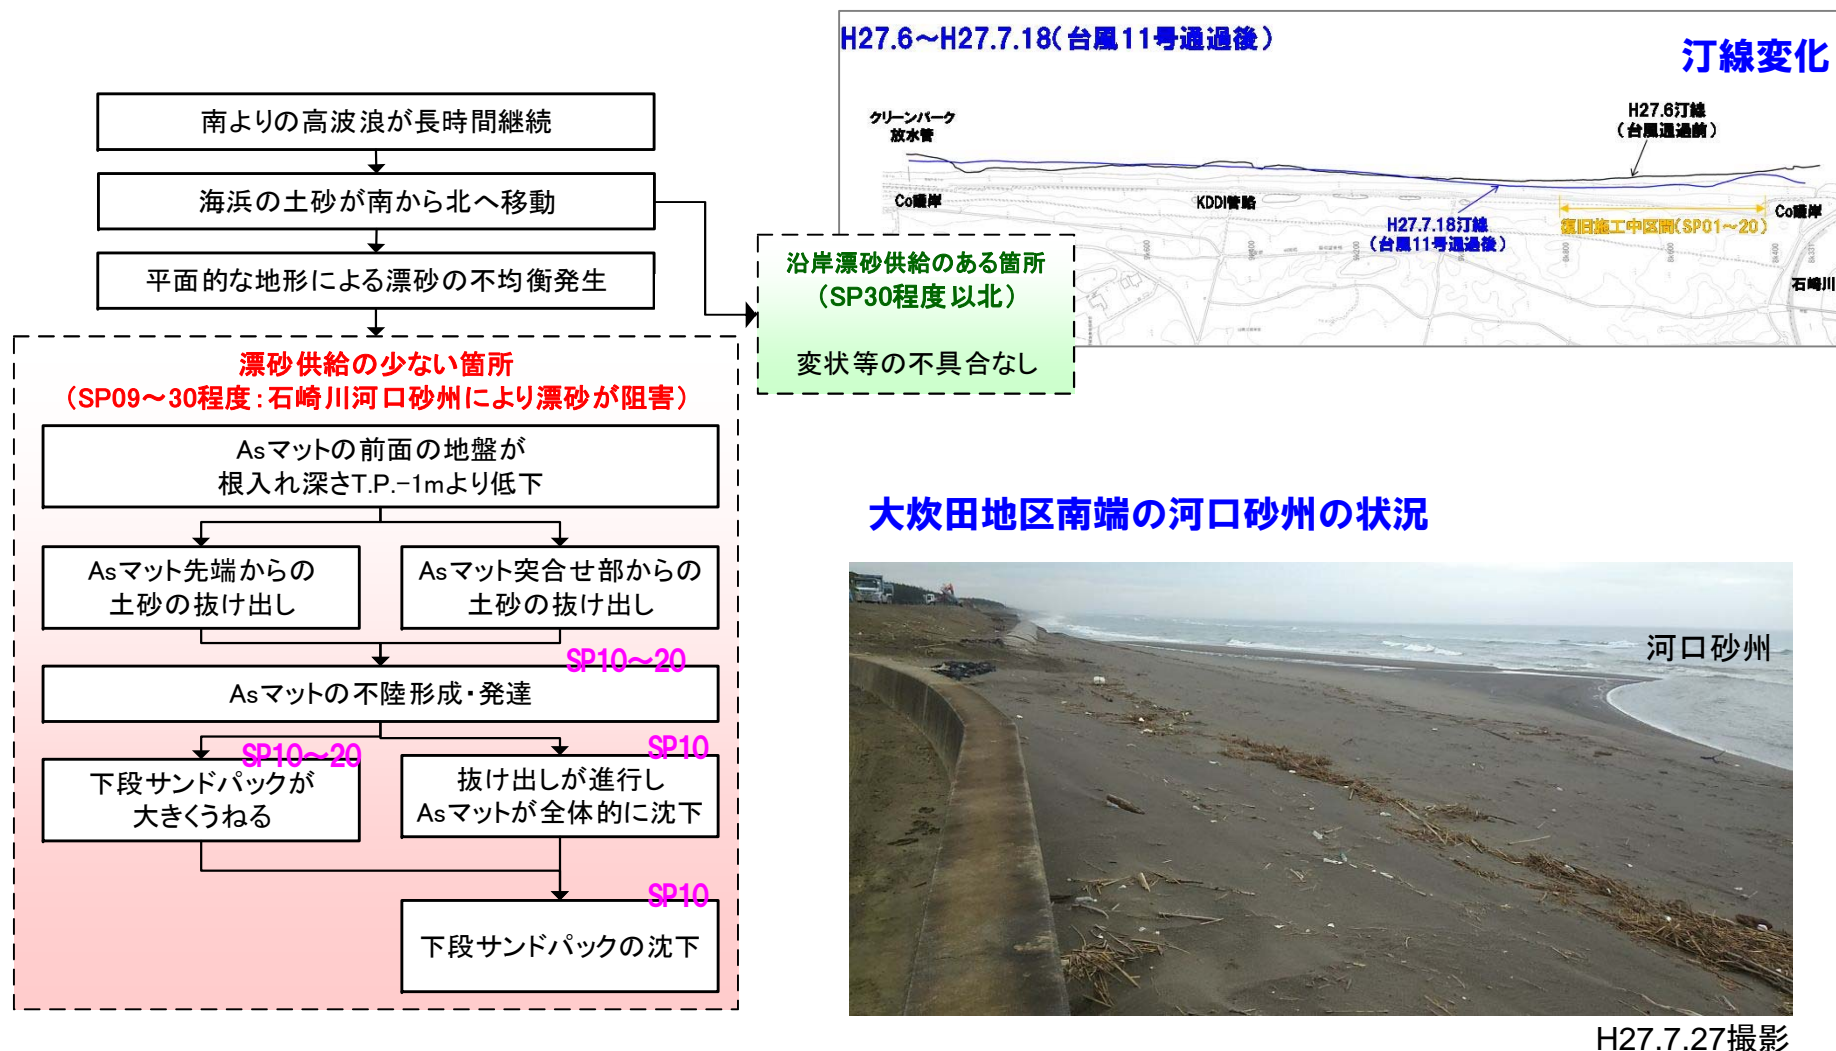 南よりの高波浪が長時間継続
海浜の土砂が南から北へ移動
平面的な地形による漂砂の不均衡発生
漂砂供給の少ない箇所
(SP09～30程度：石崎川河口砂州により漂砂が阻害)
Asマットの前面の地盤が
根入れ深さT.P.-1mより低下
Asマット先端からの
土砂の抜け出し
Asマット突合せ部からの
土砂の抜け出し
SP10～20
Asマットの不陸形成・発達
SP10～20
下段サンドパックが
大きくうねる
SP10
抜け出しが進行し
Asマットが全体的に沈下
SP10
下段サンドパックの沈下
沿岸漂砂供給のある箇所
(SP30程度以北)
変状等の不具合なし
H27.6～H27.7.18(台風11号通過後)
汀線変化
クリーンパーク
放水管
H27.6汀線
(台風通過前)
Co護岸
KDDI管路
H27.7.18汀線
(台風11号通過後)
復旧施工中区間(SP01～20)
Co護岸
石崎川
大炊田地区南端の河口砂州の状況
河口砂州
H27.7.27撮影